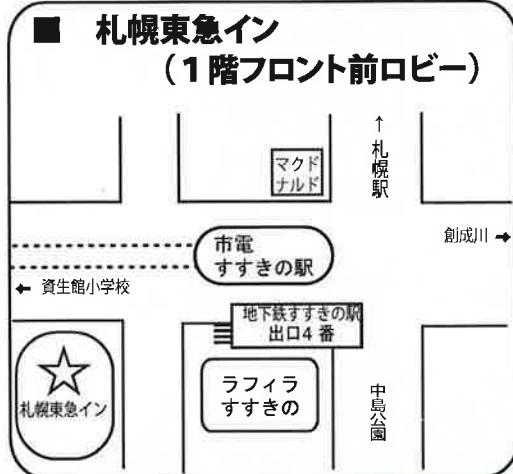 ■ 札幌東急イン
（１階フロント前ロビー）
マクド
ナルド
↑
札幌駅
市電
すすきの駅
創成川 →
← 資生館小学校
地下鉄すすきの駅
出口４番
☆
札幌東急イン
ラフィラ
すすきの
中島公園